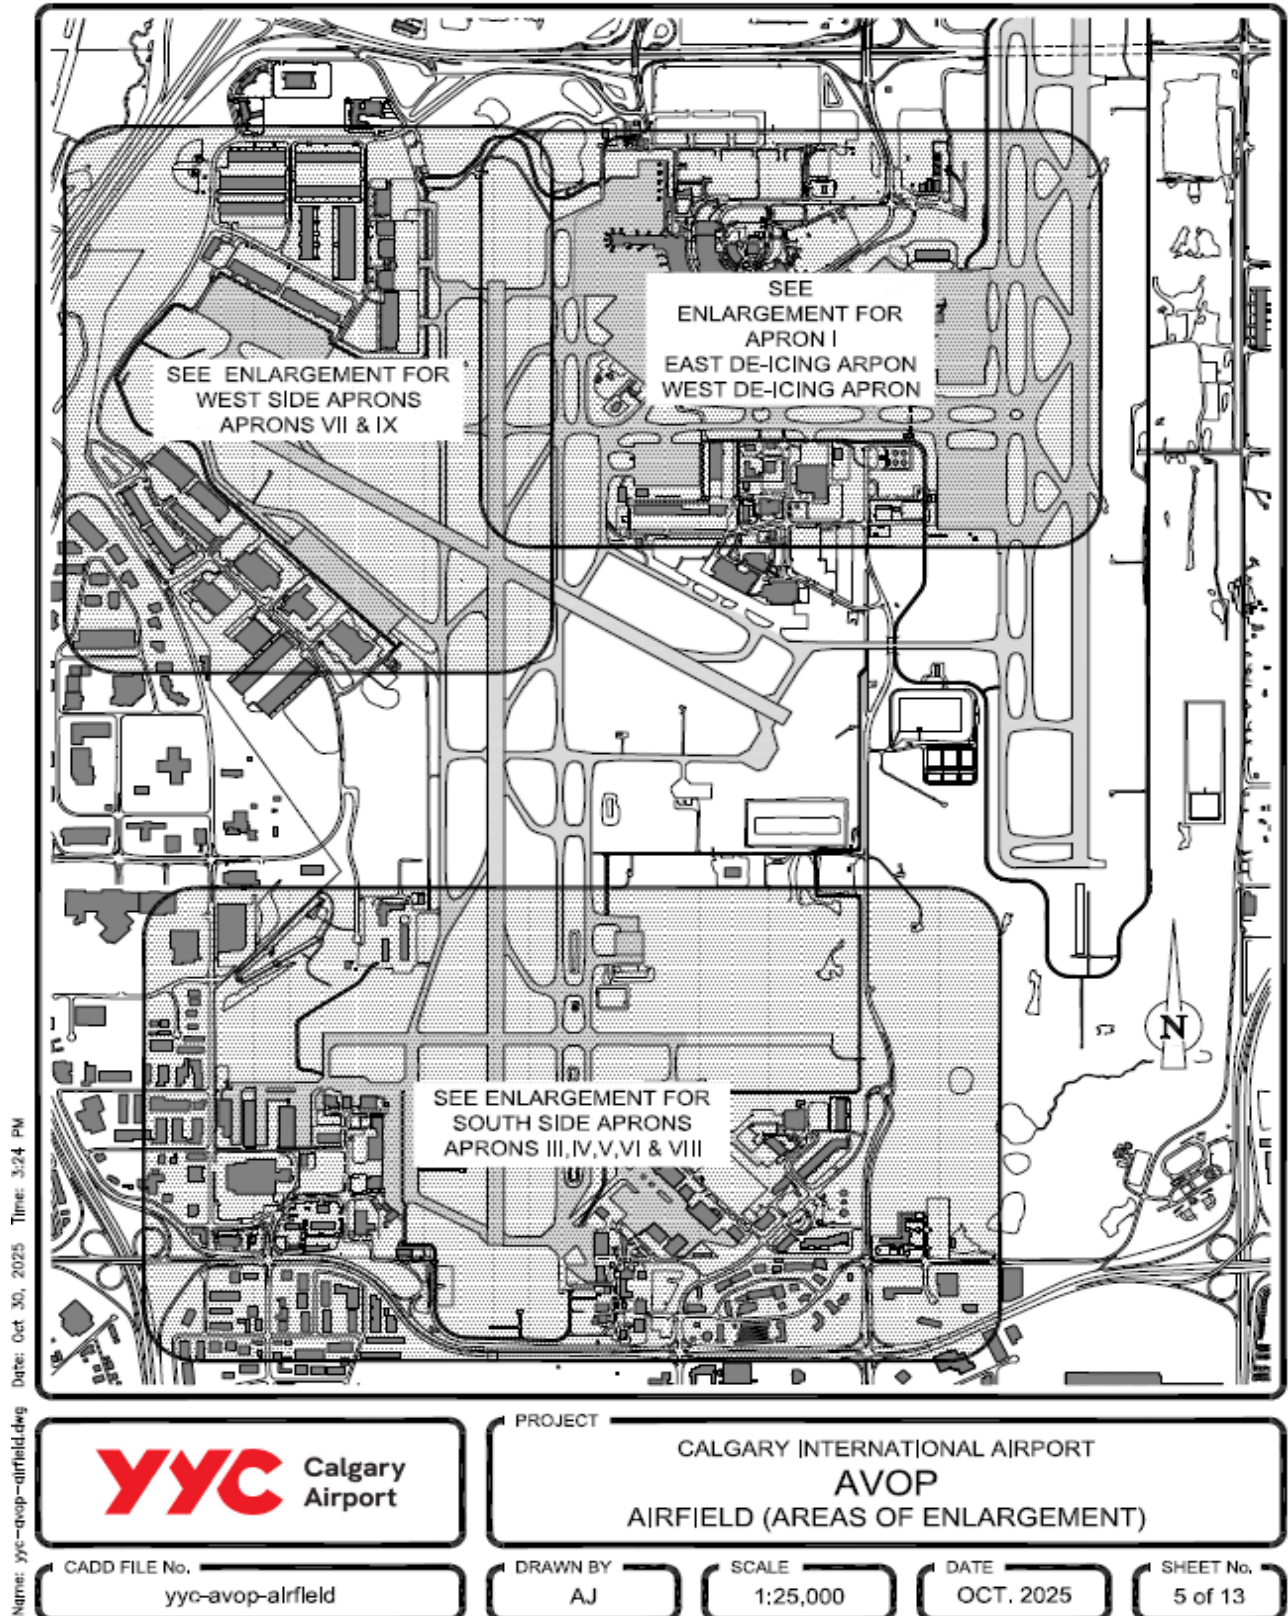 SEE
ENLARGEMENT FOR
APRON I
EAST DE-ICING ARPON
WEST DE-ICING APRON
SEE ENLARGEMENT FOR
WEST SIDE APRONS
APRONS VII & IX
N
SEE ENLARGEMENT FOR
SOUTH SIDE APRONS
APRONS III,IV,V,VI & VIII
Name: yyc-avop-airfield.dwg Date: Oct 30, 2025 Time: 3:24 PM
YYC Calgary
Airport
PROJECT
CALGARY INTERNATIONAL AIRPORT
AVOP
AIRFIELD (AREAS OF ENLARGEMENT)
CADD FILE No.
yyc-avop-airfield
DRAWN BY
AJ
SCALE
1:25,000
DATE
OCT. 2025
SHEET No.
5 of 13